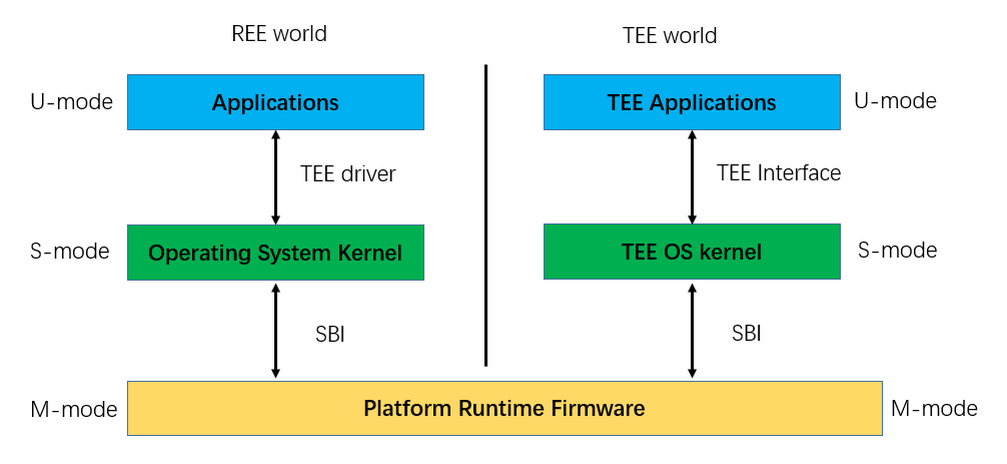 REE world
TEE world
U-mode
Applications
TEE Applications
U-mode
TEE driver
TEE Interface
S-mode
Operating System Kernel
TEE OS kernel
S-mode
SBI
SBI
M-mode
Platform Runtime Firmware
M-mode